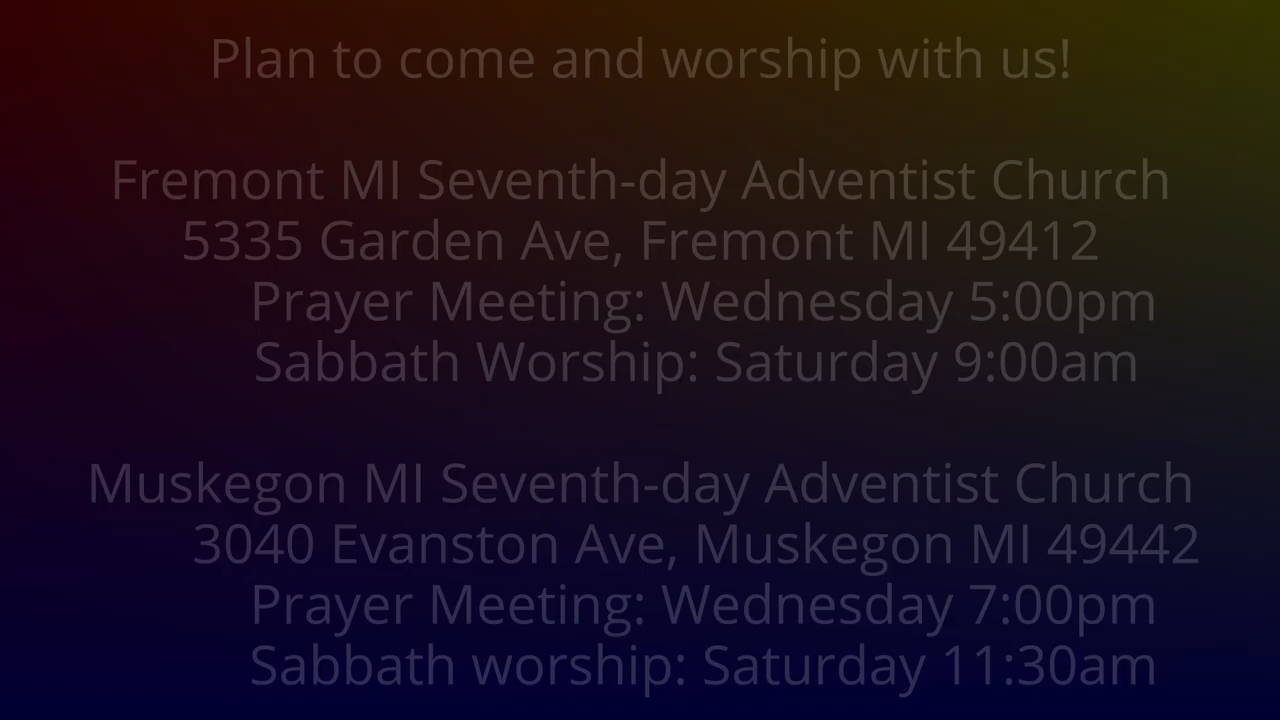 Plan to come and worship with us!
Fremont MI Seventh-day Adventist Church
5335 Garden Ave, Fremont MI 49412
Prayer Meeting: Wednesday 5:00pm
Sabbath Worship: Saturday 9:00am
Muskegon MI Seventh-day Adventist Church
3040 Evanston Ave, Muskegon MI 49442
Prayer Meeting: Wednesday 7:00pm
Sabbath worship: Saturday 11:30am